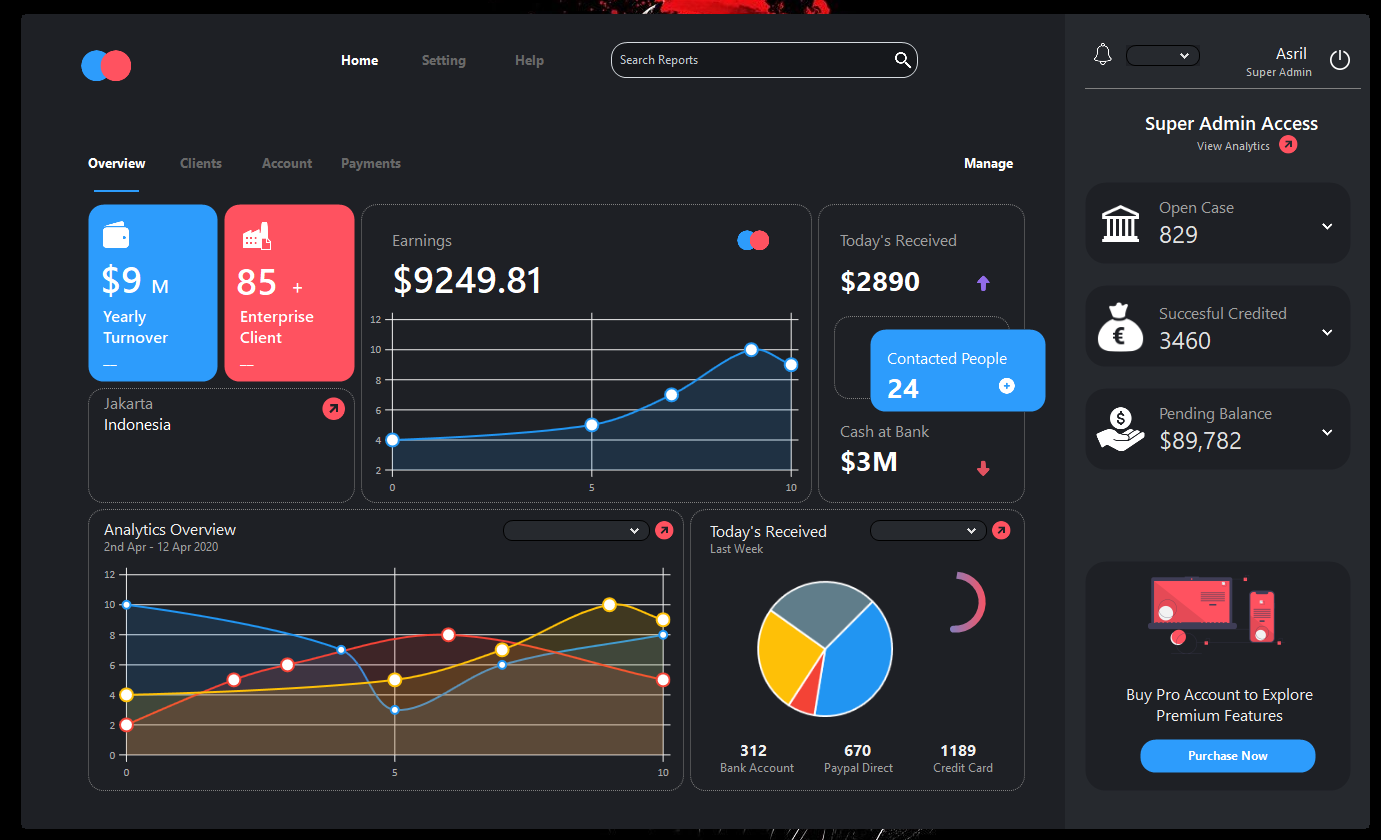 Home Setting Help
Search Reports
Asril
Super Admin
Super Admin Access
View Analytics
Overview Clients Account Payments
Manage
$9 M
Yearly
Turnover
85 +
Enterprise
Client
Jakarta
Indonesia
Earnings
$9249.81
12
10
8
6
4
2
0 5 10
Today's Received
$2890
Contacted People
24
Cash at Bank
$3M
Open Case
829
Succesful Credited
3460
€
Pending Balance
$89,782
$
Analytics Overview
2nd Apr - 12 Apr 2020
12
10
8
6
4
2
0
0 5 10
Today's Received
Last Week
312 670 1189
Bank Account Paypal Direct Credit Card
Buy Pro Account to Explore
Premium Features
Purchase Now